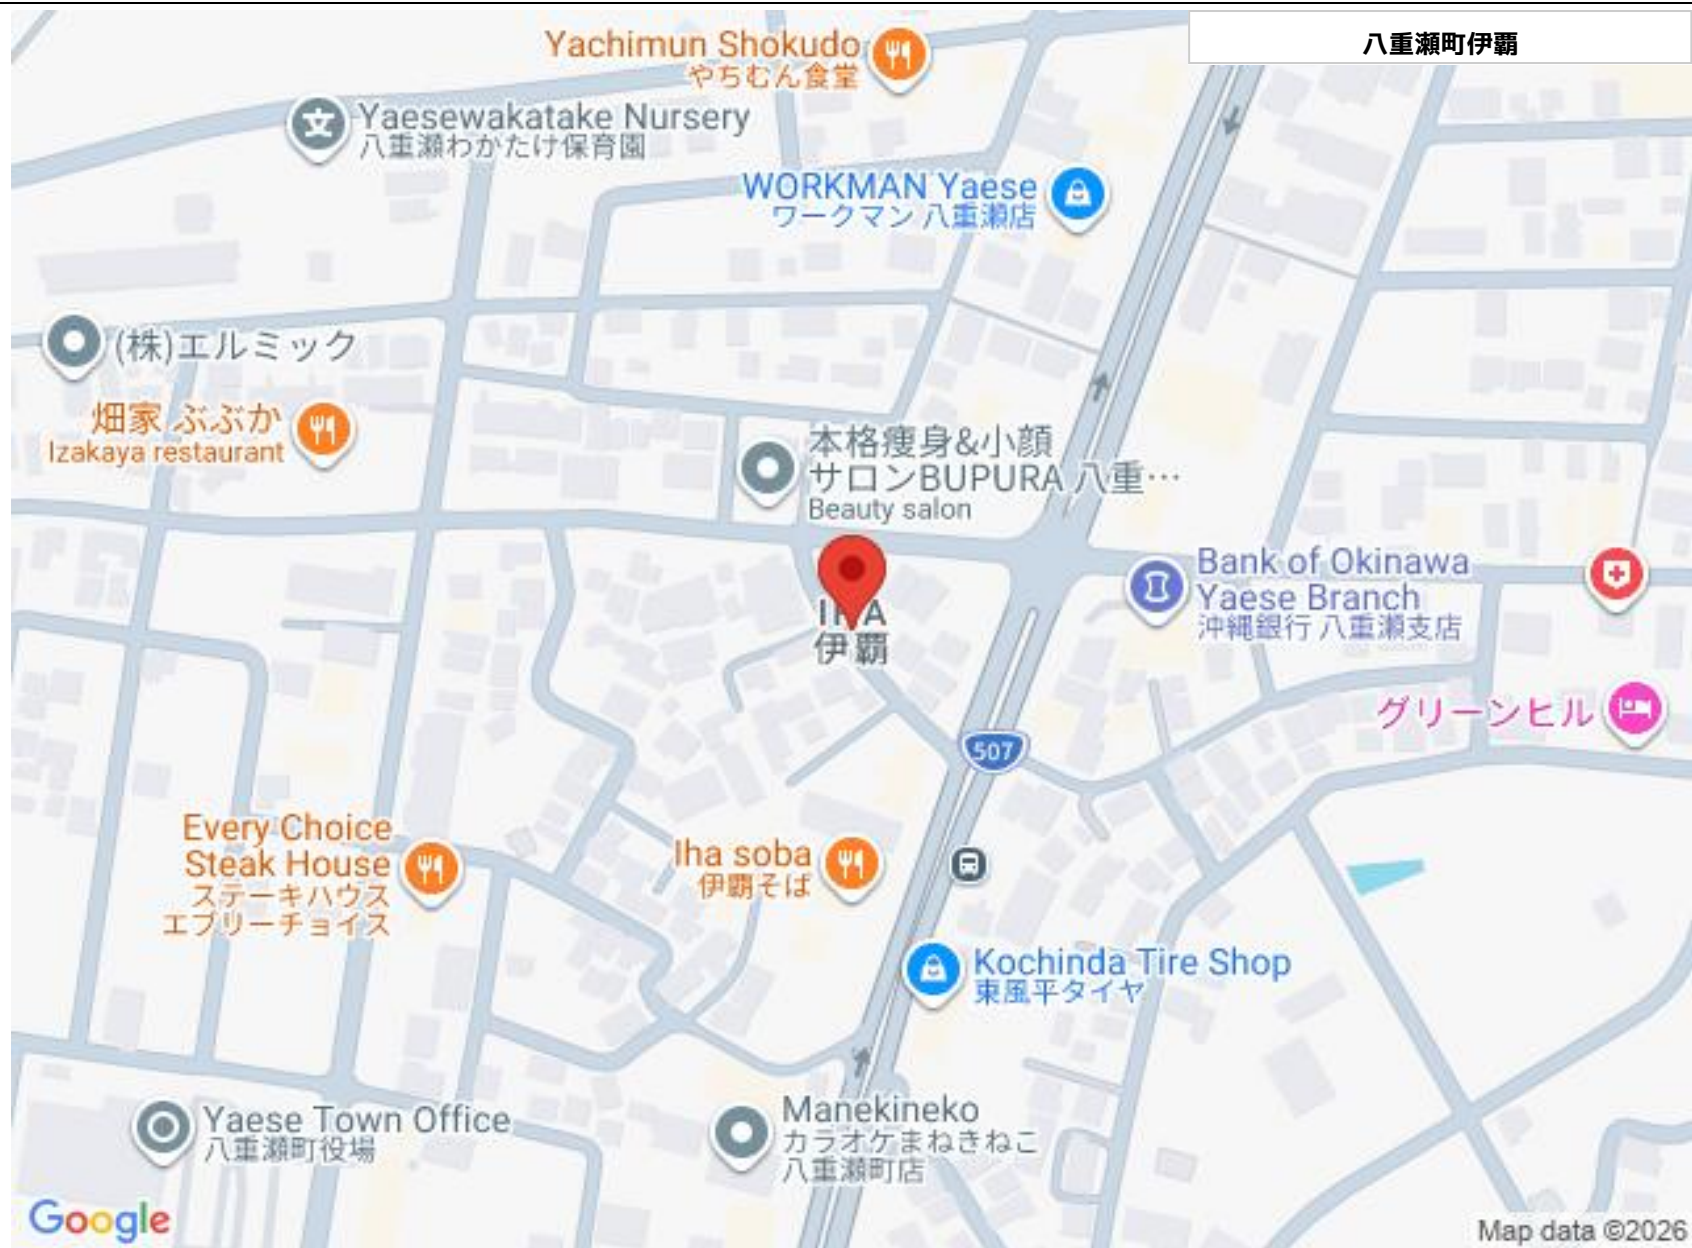 八重瀬町伊覇
Yachimun Shokudo
やちむん食堂
Yaesewakatake Nursery
八重瀬わかたけ保育園
WORKMAN Yaese
ワークマン 八重瀬店
(株)エルミック
畑家 ぶぶか
Izakaya restaurant
本格痩身&小顔
サロンBUPURA 八重…
Beauty salon
Bank of Okinawa
Yaese Branch
沖縄銀行 八重瀬支店
IHA
伊覇
グリーンヒル
507
Every Choice
Steak House
ステーキハウス
エブリーチョイス
Iha soba
伊覇そば
Kochinda Tire Shop
東風平タイヤ
Yaese Town Office
八重瀬町役場
Manekineko
カラオケまねきねこ
八重瀬町店
Google
Map data ©2026